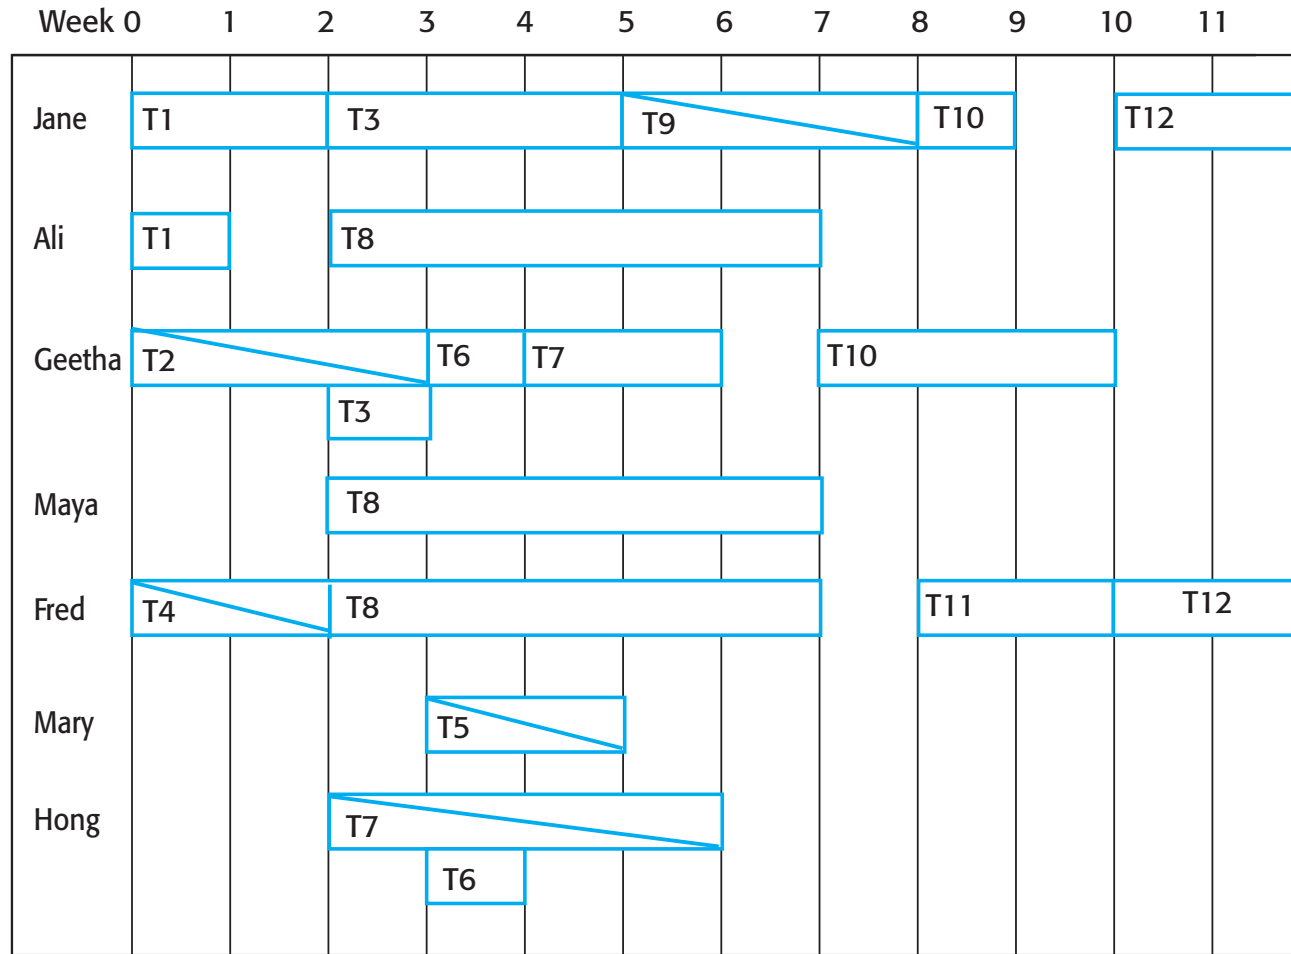 Week 0 1 2 3 4 5 6 7 8 9 10 11
Jane T1 T3 T9 T10 T12
Ali T1 T8
Geetha T2 T6 T7 T10
T3
Maya T8
Fred T4 T8 T11 T12
Mary T5
Hong T7
T6